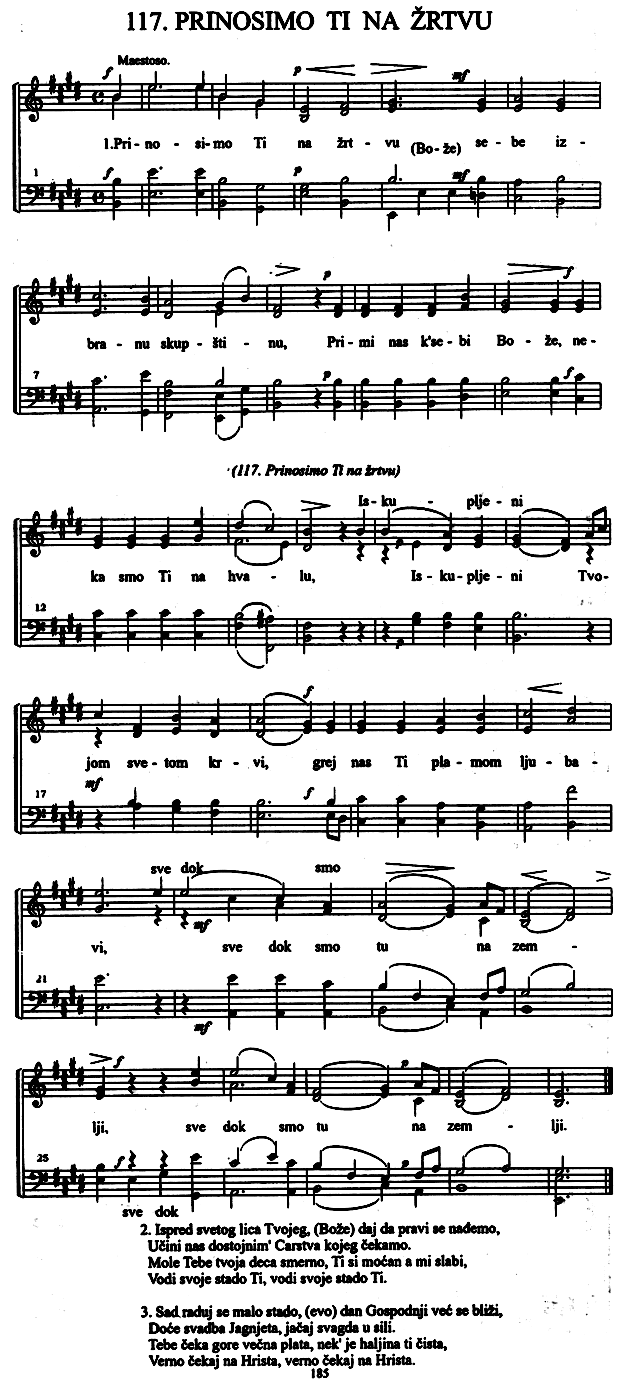 117. PRINOSIMO TI NA ŽRTVU
Maestoso.
f p mf
1.Pri - no - si-mo Ti na žrt - vu (Bo-že) se - be iz -
1 f p mf
p f
bra - nu skup-šti - nu, Pri - mi nas k'se-bi Bo - že, ne-
7 p f
(117. Prinosimo Ti na žrtvu)
Is-ku - plje-ni
ka smo Ti na hva - lu, Is - ku-plje - ni Tvo-
12
f
jom sve - tom kr - vi, grej nas Ti pla-mom lju - ba -
mf
17 f
sve dok smo
mf
vi, sve dok smo tu na zem -
21
mf
f p
lji, sve dok smo tu na zem - lji.
25 f p
sve dok
2. Ispred svetog lica Tvojeg, (Bože) daj da pravi se nađemo,
Učini nas dostojnim' Carstva kojeg čekamo.
Mole Tebe tvoja deca smerno, Ti si moćan a mi slabi,
Vodi svoje stado Ti, vodi svoje stado Ti.
3. Sad raduj se malo stado, (evo) dan Gospodnji već se bliži,
Doće svadba Jagnjeta, jačaj svagda u sili.
Tebe čeka gore večna plata, nek' je haljina ti čista,
Verno čekaj na Hrista, verno čekaj na Hrista.
185